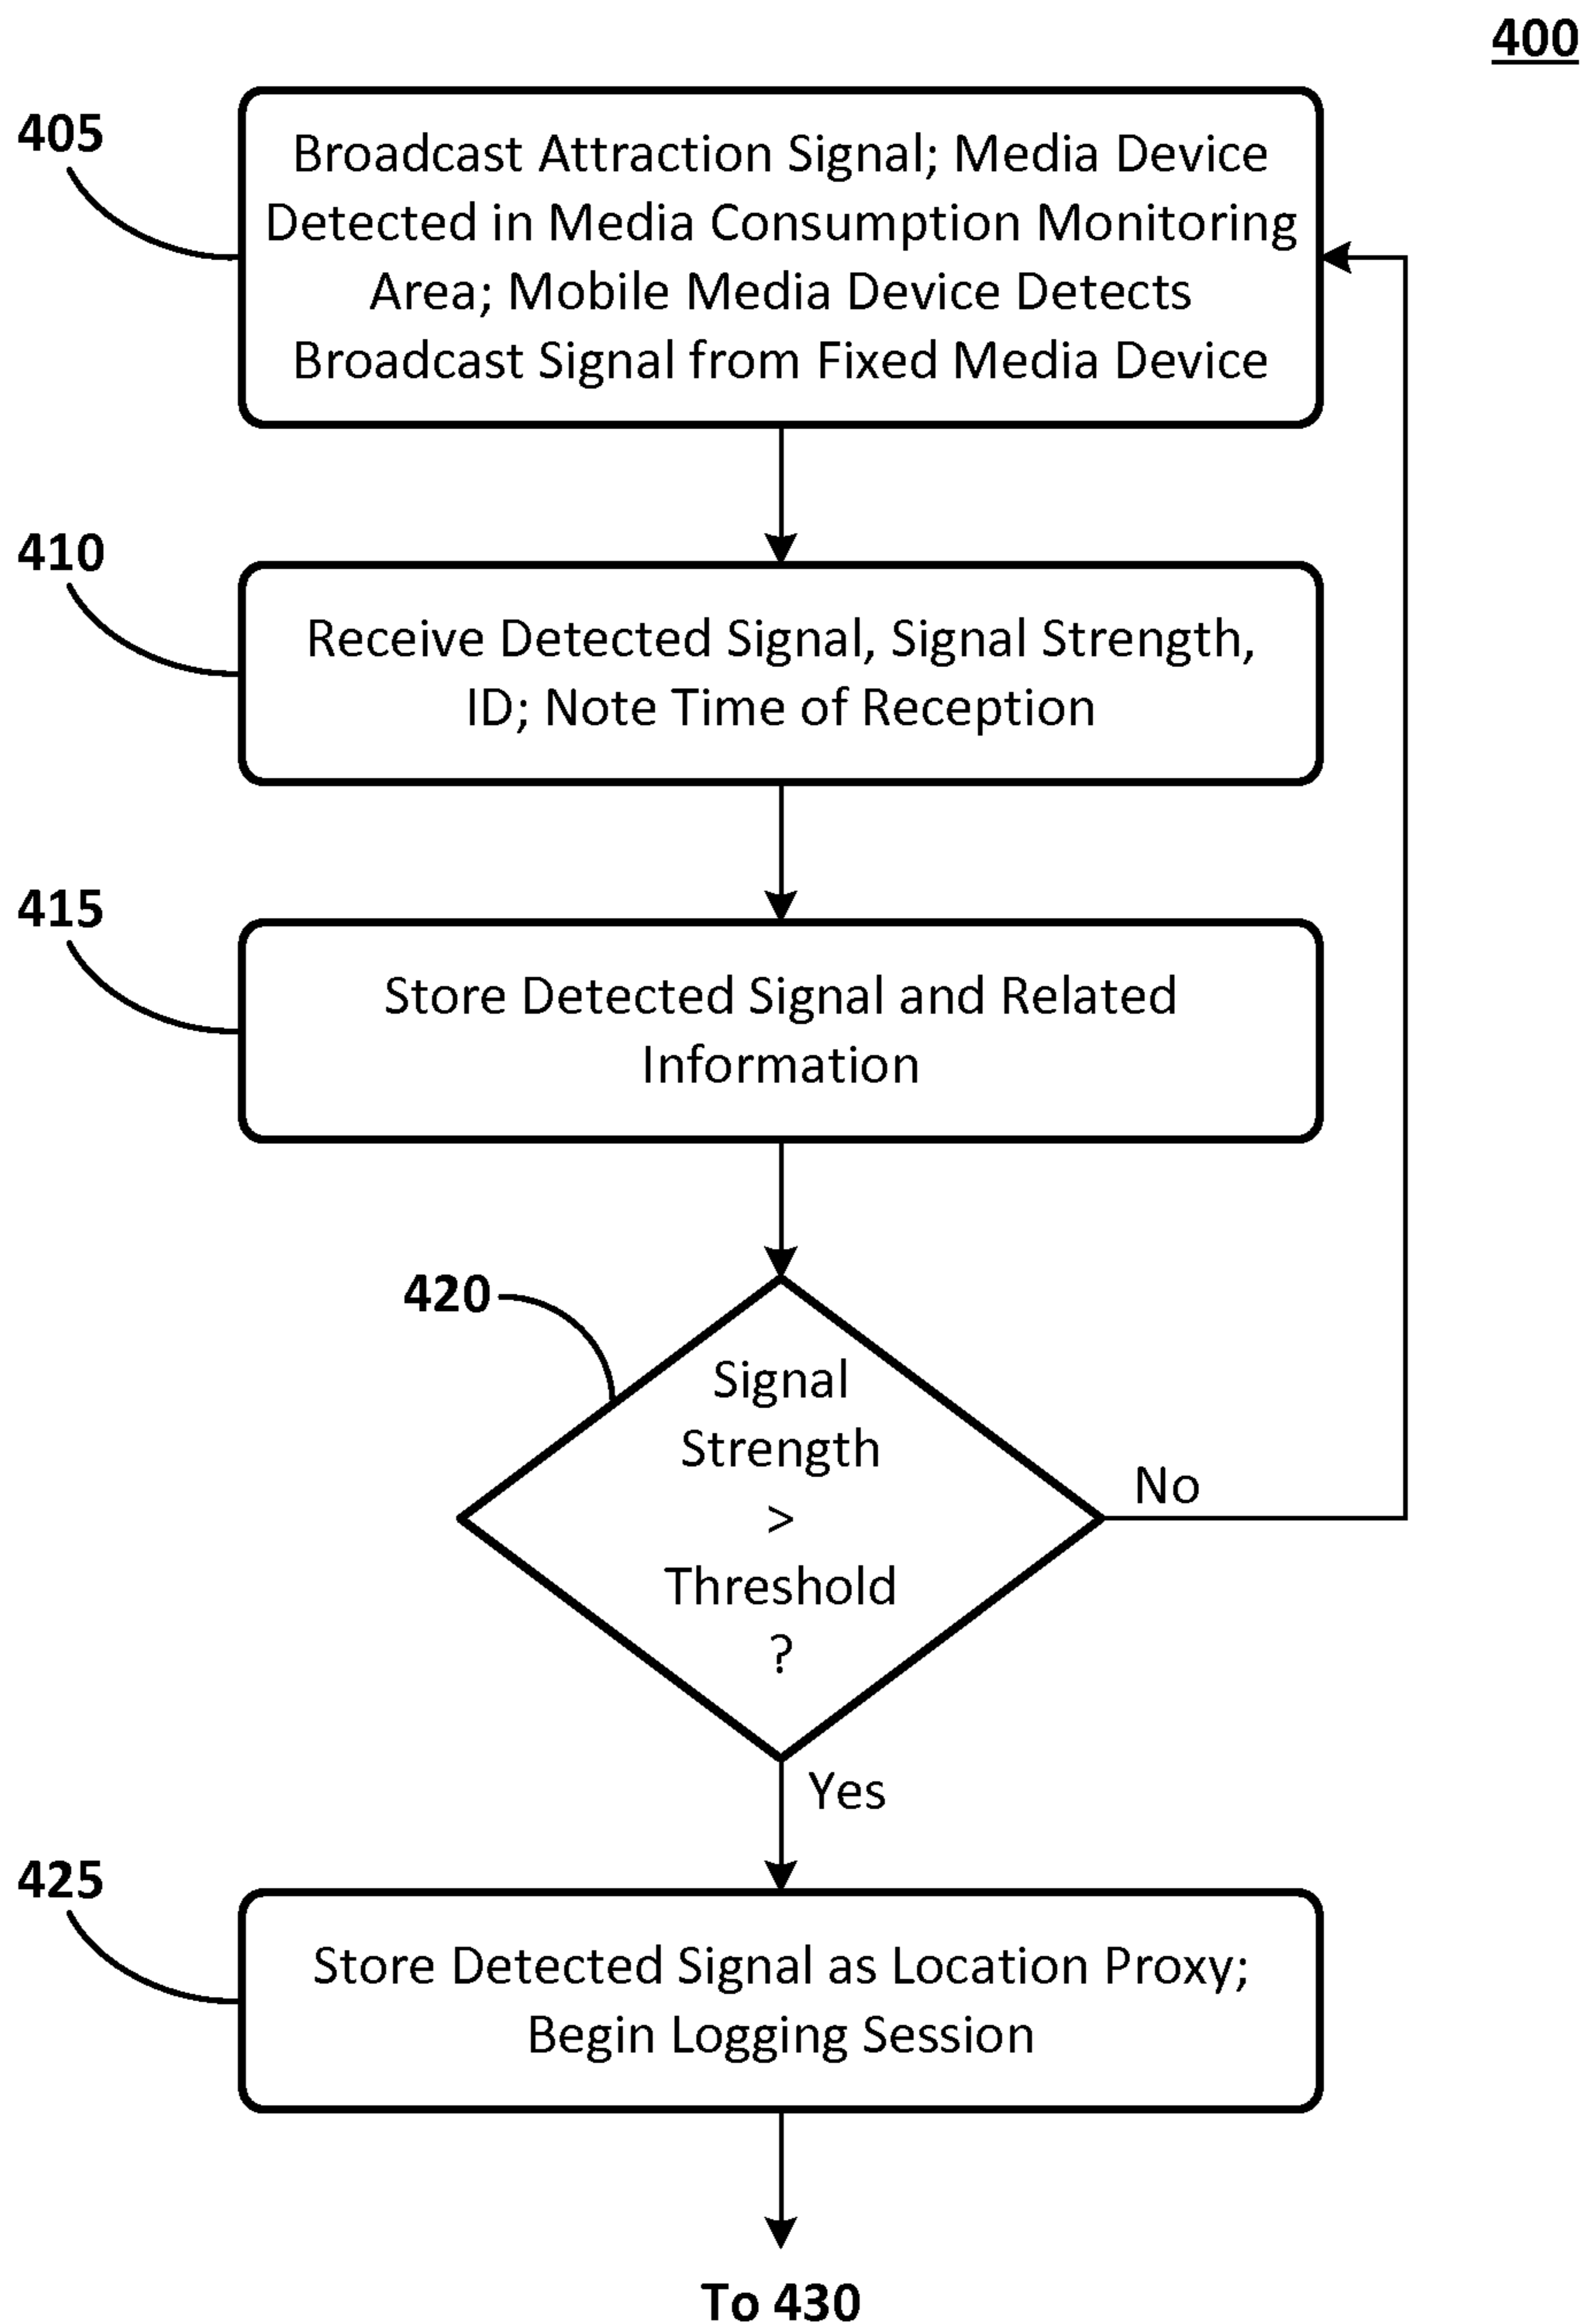 400
405
Broadcast Attraction Signal; Media Device
Detected in Media Consumption Monitoring
Area; Mobile Media Device Detects
Broadcast Signal from Fixed Media Device
410
Receive Detected Signal, Signal Strength,
ID; Note Time of Reception
415
Store Detected Signal and Related
Information
420
Signal
Strength
>
Threshold
?
No
Yes
425
Store Detected Signal as Location Proxy;
Begin Logging Session
To 430